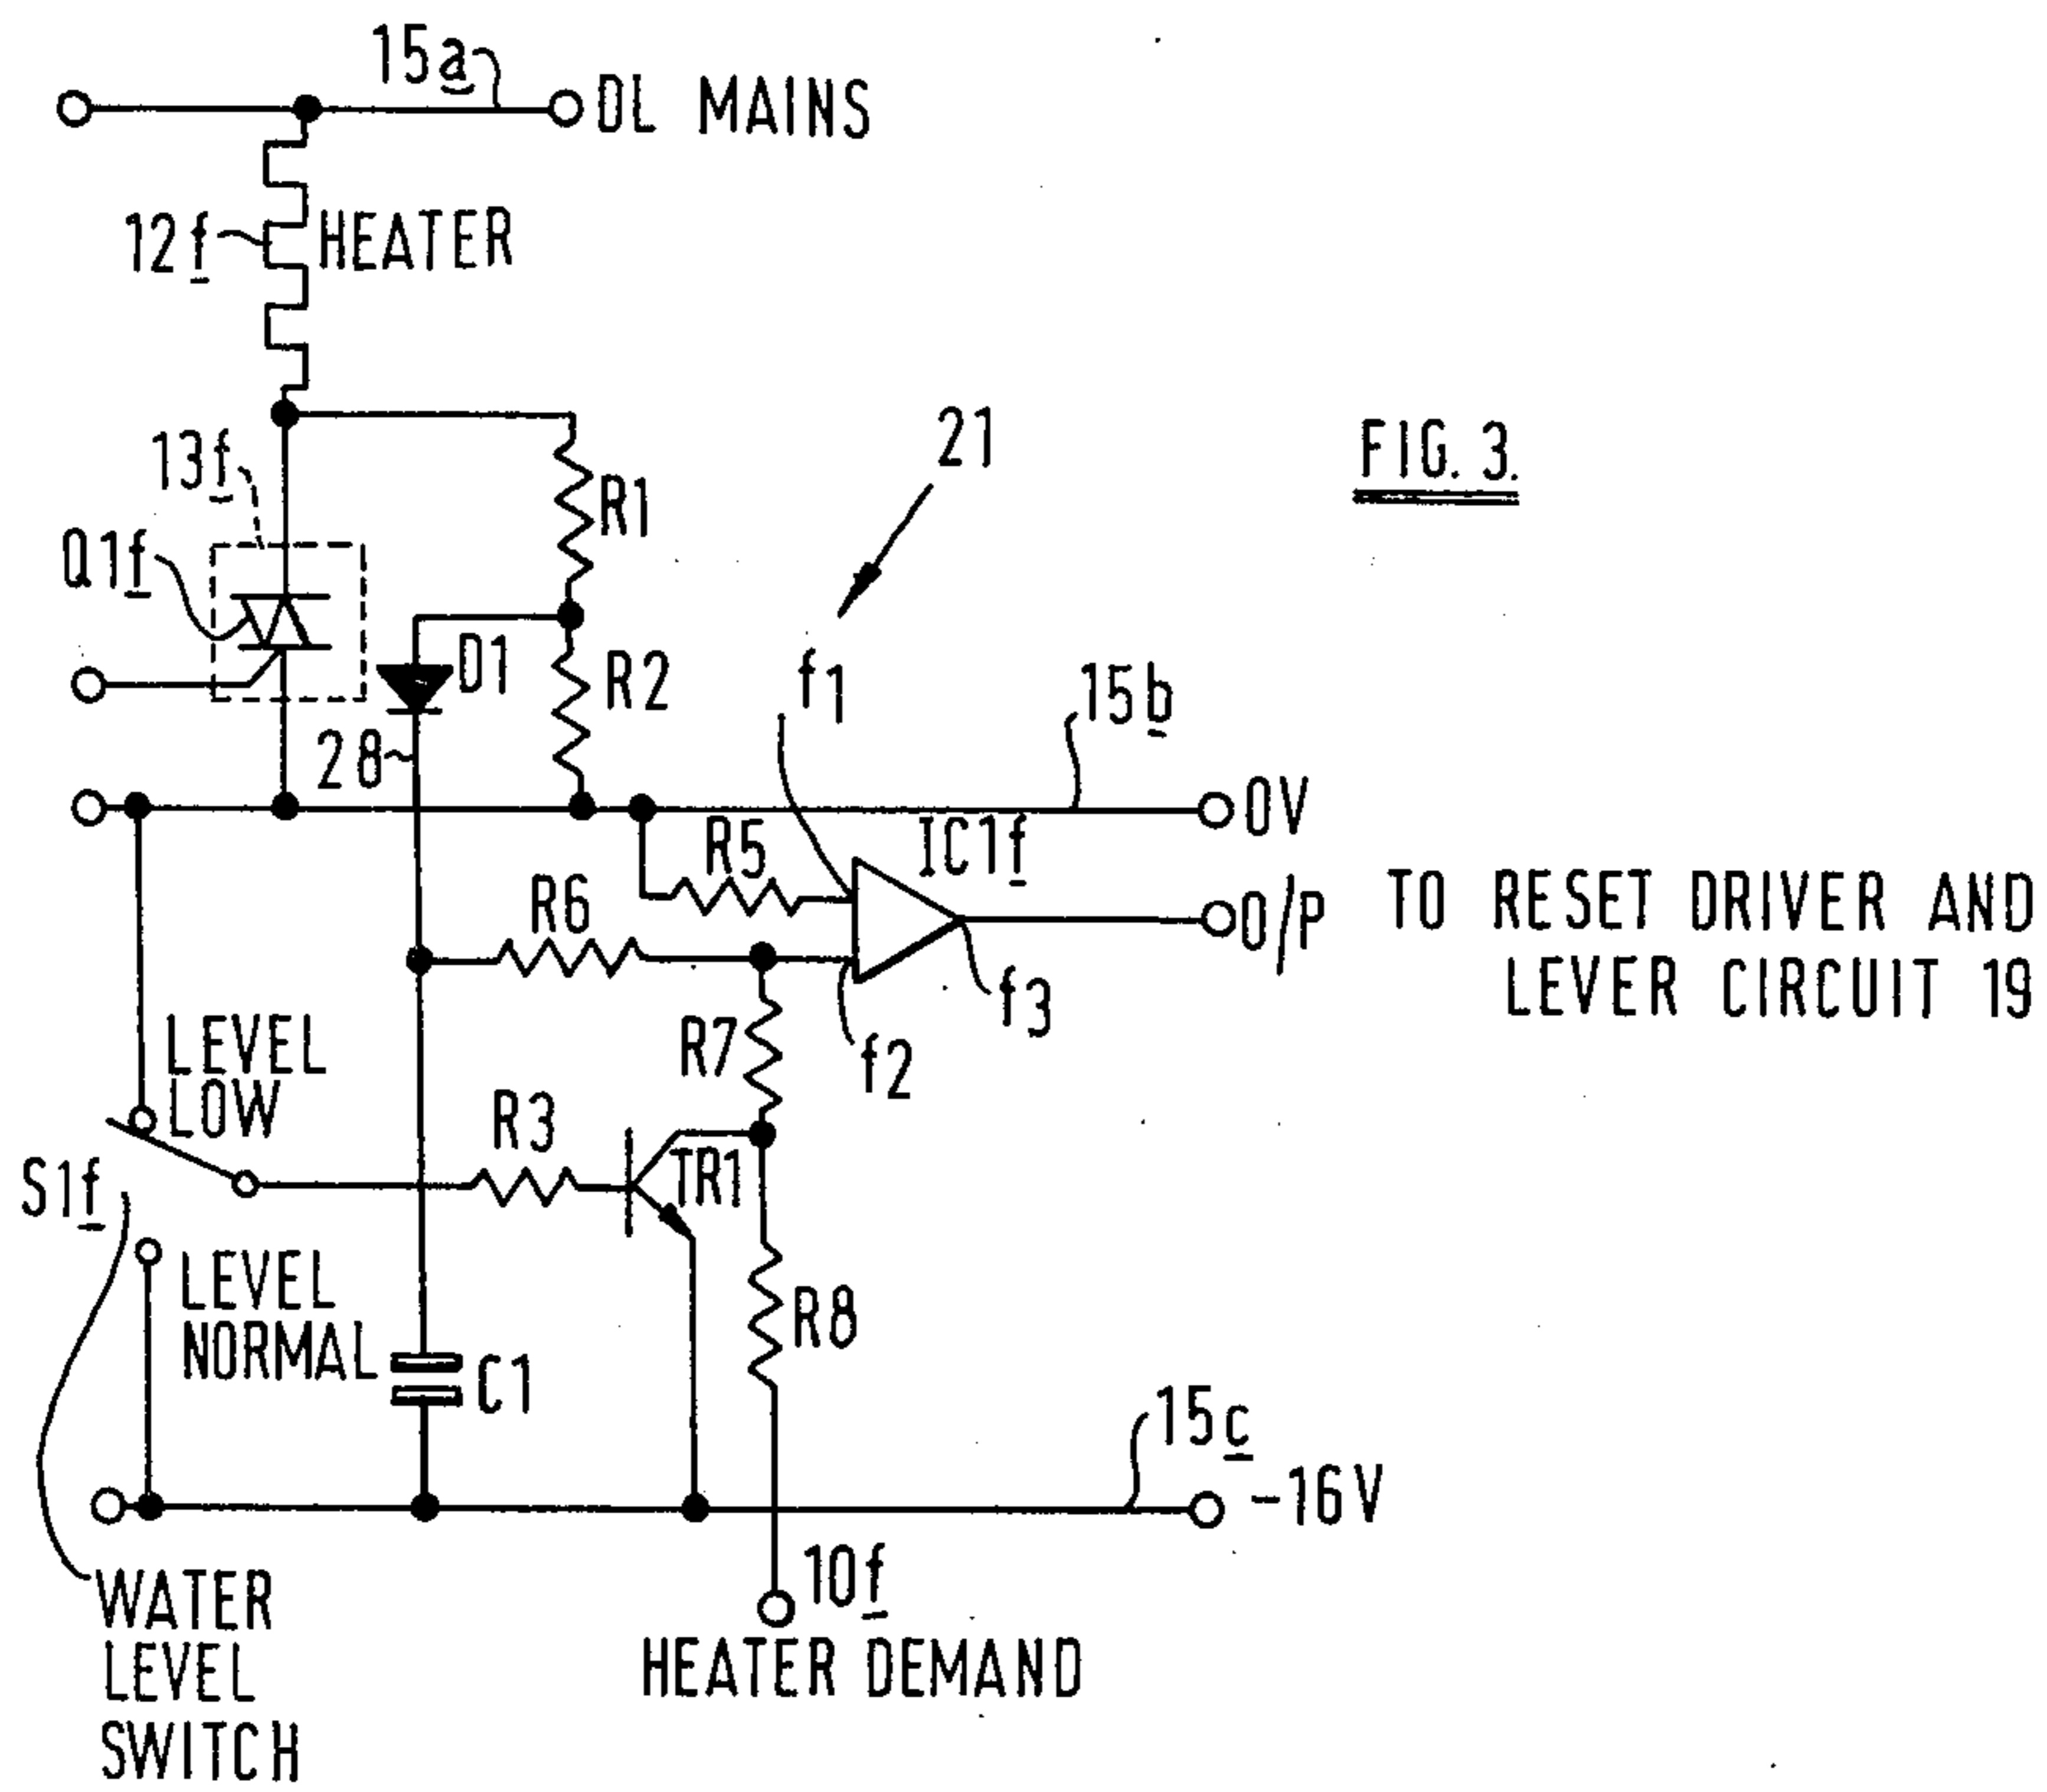 15a
DL MAINS
12f
HEATER
13f
21
FIG. 3.
Q1f
R1
D1
R2
f1
15b
28
0V
R5
IC1f
R6
O/P
TO RESET DRIVER AND
LEVER CIRCUIT 19
f3
f2
R7
LEVEL
LOW
R3
TR1
S1f
LEVEL
NORMAL
R8
C1
15c
-16V
10f
WATER
LEVEL
SWITCH
HEATER DEMAND